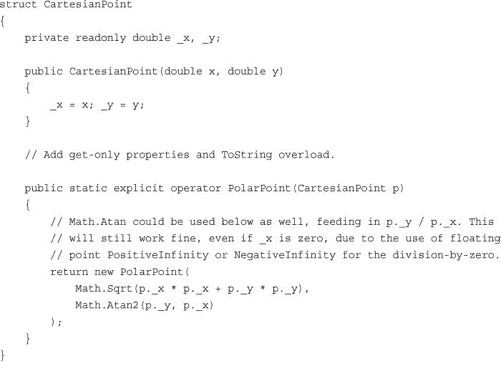 struct CartesianPoint
{
    private readonly double _x, _y;

    public CartesianPoint(double x, double y)
    {
        _x = x; _y = y;
    }

    // Add get-only properties and ToString overload.

    public static explicit operator PolarPoint(CartesianPoint p)
    {
        // Math.Atan could be used below as well, feeding in p._y / p._x. This
        // will still work fine, even if _x is zero, due to the use of floating
        // point PositiveInfinity or NegativeInfinity for the division-by-zero.
        return new PolarPoint(
            Math.Sqrt(p._x * p._x + p._y * p._y),
            Math.Atan2(p._y, p._x)
        );
    }
}